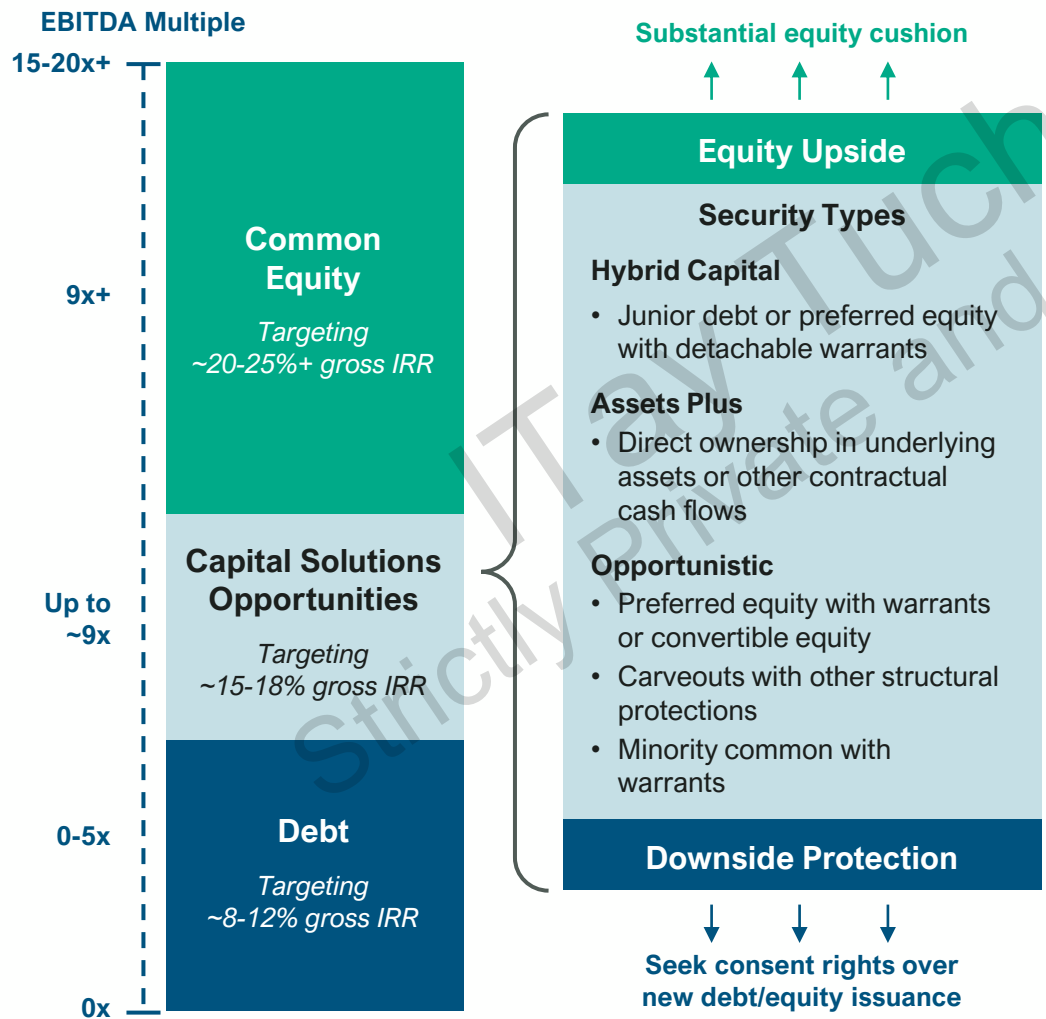 EBITDA Multiple
15-20x+
9x+
Up to
~9x
0-5x
0x
Common
Equity
Targeting
~20-25%+ gross IRR
Capital Solutions
Opportunities
Targeting
~15-18% gross IRR
Debt
Targeting
~8-12% gross IRR
Substantial equity cushion
Equity Upside
Security Types
Hybrid Capital
• Junior debt or preferred equity
with detachable warrants
Assets Plus
• Direct ownership in underlying
assets or other contractual
cash flows
Opportunistic
• Preferred equity with warrants
or convertible equity
• Carveouts with other structural
protections
• Minority common with
warrants
Downside Protection
Seek consent rights over
new debt/equity issuance
ITay Tuch
Strictly Private and